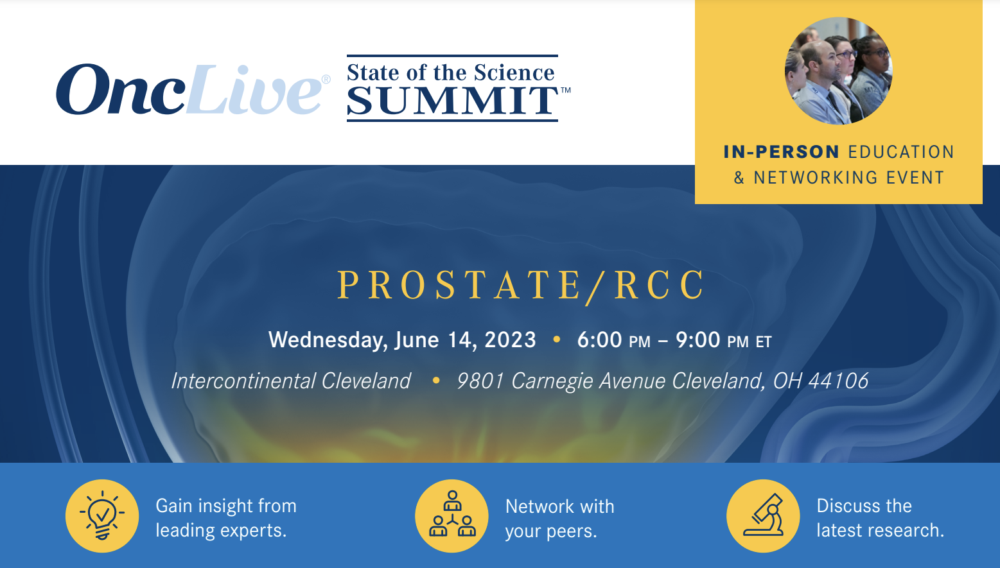 OncLive®
State of the Science
SUMMIT™
IN-PERSON EDUCATION
& NETWORKING EVENT
PROSTATE/RCC
Wednesday, June 14, 2023 • 6:00 PM – 9:00 PM ET
Intercontinental Cleveland • 9801 Carnegie Avenue Cleveland, OH 44106
Gain insight from
leading experts.
Network with
your peers.
Discuss the
latest research.